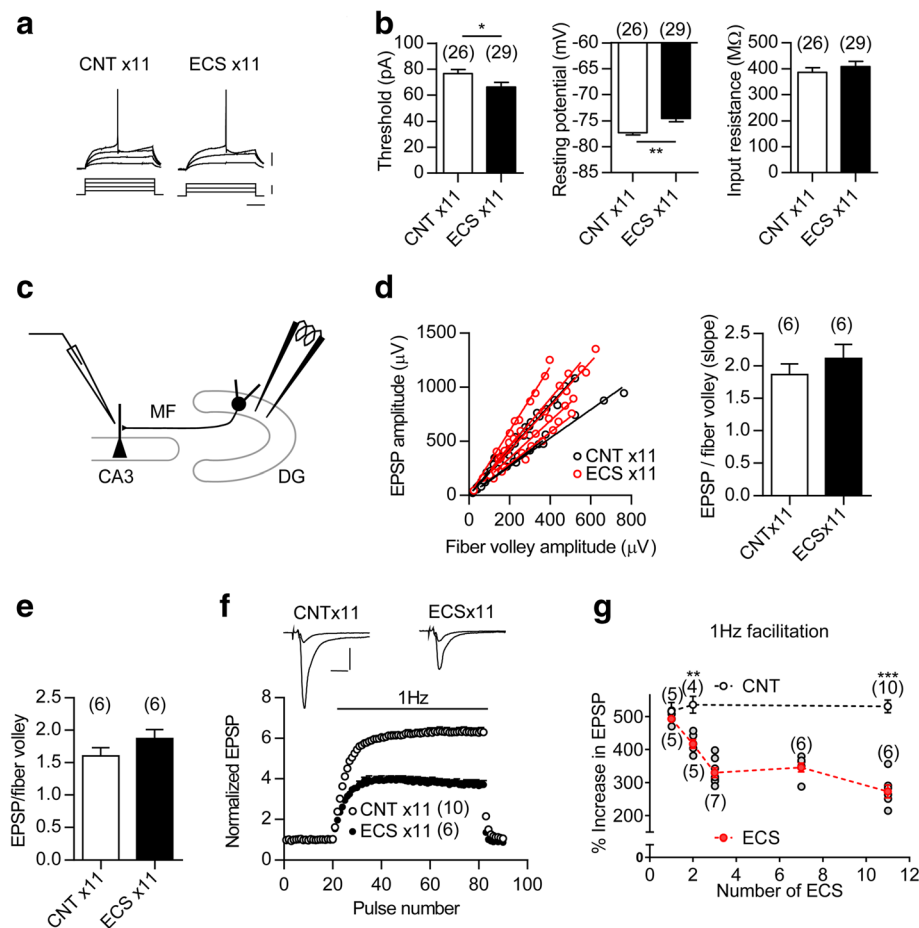 a
CNT x11
ECS x11
b
Threshold (pA)
100
80
60
40
20
0
(26)
*
(29)
CNT x11
ECS x11
Resting potential (mV)
-60
-65
-70
-75
-80
-85
(26)
(29)
**
CNT x11
ECS x11
Input resistance (MΩ)
500
400
300
200
100
0
(26)
(29)
CNT x11
ECS x11
c
MF
CA3
DG
d
EPSP amplitude (μV)
1500
1000
500
200
400
600
800
0
CNT x11
ECS x11
Fiber volley amplitude (μV)
EPSP / fiber volley (slope)
2.5
2.0
1.5
1.0
0.5
0.0
(6)
(6)
CNTx11
ECSx11
e
EPSP/fiber volley
2.0
1.5
1.0
0.5
0.0
(6)
(6)
CNT x11
ECS x11
f
CNTx11
ECSx11
1Hz
Normalized EPSP
8
6
4
2
0
CNT x11 (10)
ECS x11 (6)
0
20
40
60
80
100
Pulse number
g
1Hz facilitation
% Increase in EPSP
500
400
300
200
0
(5)
**
(4)
CNT
***
(10)
(5)
(5)
(7)
(6)
(6)
ECS
0
2
4
6
8
10
12
Number of ECS